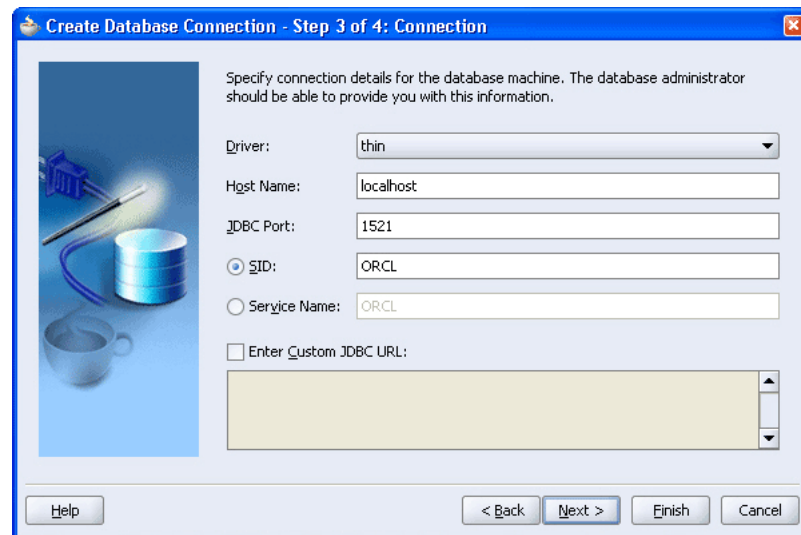 Create Database Connection - Step 3 of 4: Connection
Specify connection details for the database machine. The database administrator
should be able to provide you with this information.
Driver: thin
Host Name: localhost
JDBC Port: 1521
SID: ORCL
Service Name: ORCL
Enter Custom JDBC URL:
Help < Back Next > Finish Cancel